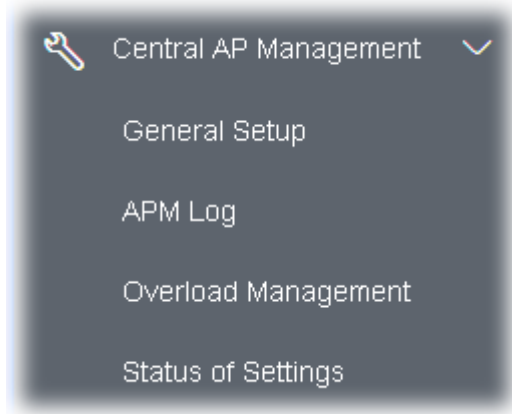 Central AP Management
General Setup
APM Log
Overload Management
Status of Settings